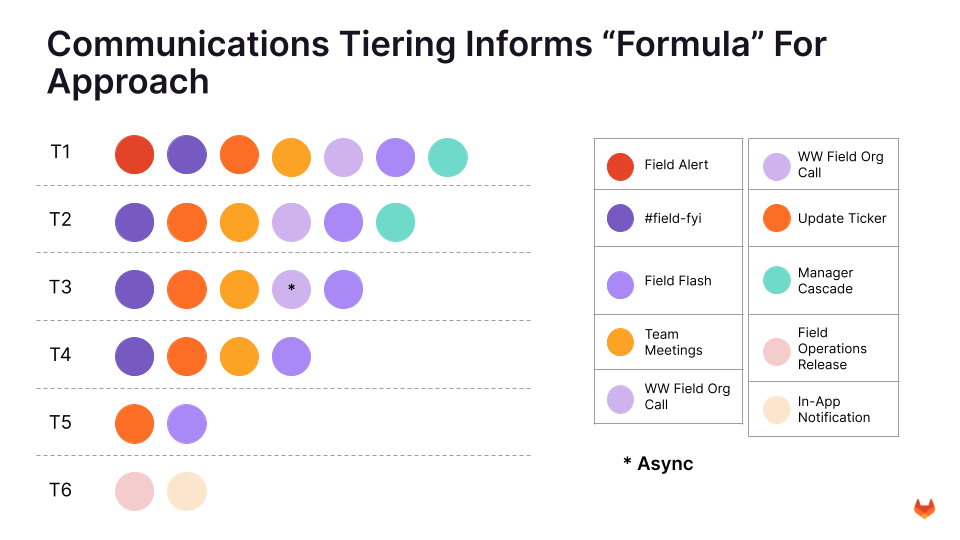 Communications Tiering Informs “Formula” For
Approach
T1
T2
T3
*
T4
T5
T6
Field Alert
#field-fyi
Field Flash
Team
Meetings
WW Field Org
Call
WW Field Org
Call
Update Ticker
Manager
Cascade
Field
Operations
Release
In-App
Notification
* Async